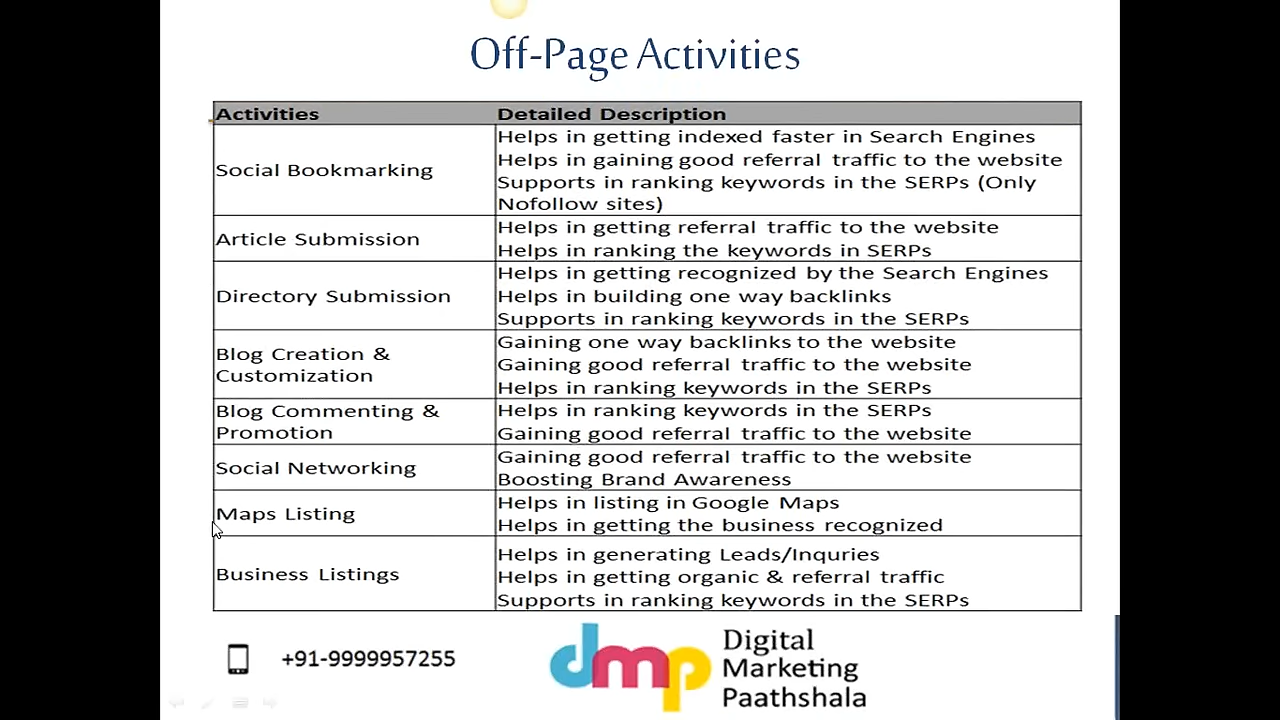 Off-Page Activities
Activities
Detailed Description
Social Bookmarking
Helps in getting indexed faster in Search Engines
Helps in gaining good referral traffic to the website
Supports in ranking keywords in the SERPs (Only
Nofollow sites)
Article Submission
Helps in getting referral traffic to the website
Helps in ranking the keywords in SERPs
Directory Submission
Helps in getting recognized by the Search Engines
Helps in building one way backlinks
Supports in ranking keywords in the SERPs
Blog Creation &
Customization
Gaining one way backlinks to the website
Gaining good referral traffic to the website
Helps in ranking keywords in the SERPs
Blog Commenting &
Promotion
Helps in ranking keywords in the SERPs
Gaining good referral traffic to the website
Social Networking
Gaining good referral traffic to the website
Boosting Brand Awareness
Maps Listing
Helps in listing in Google Maps
Helps in getting the business recognized
Business Listings
Helps in generating Leads/Inquries
Helps in getting organic & referral traffic
Supports in ranking keywords in the SERPs
+91-9999957255
dmp
Digital
Marketing
Paathshala